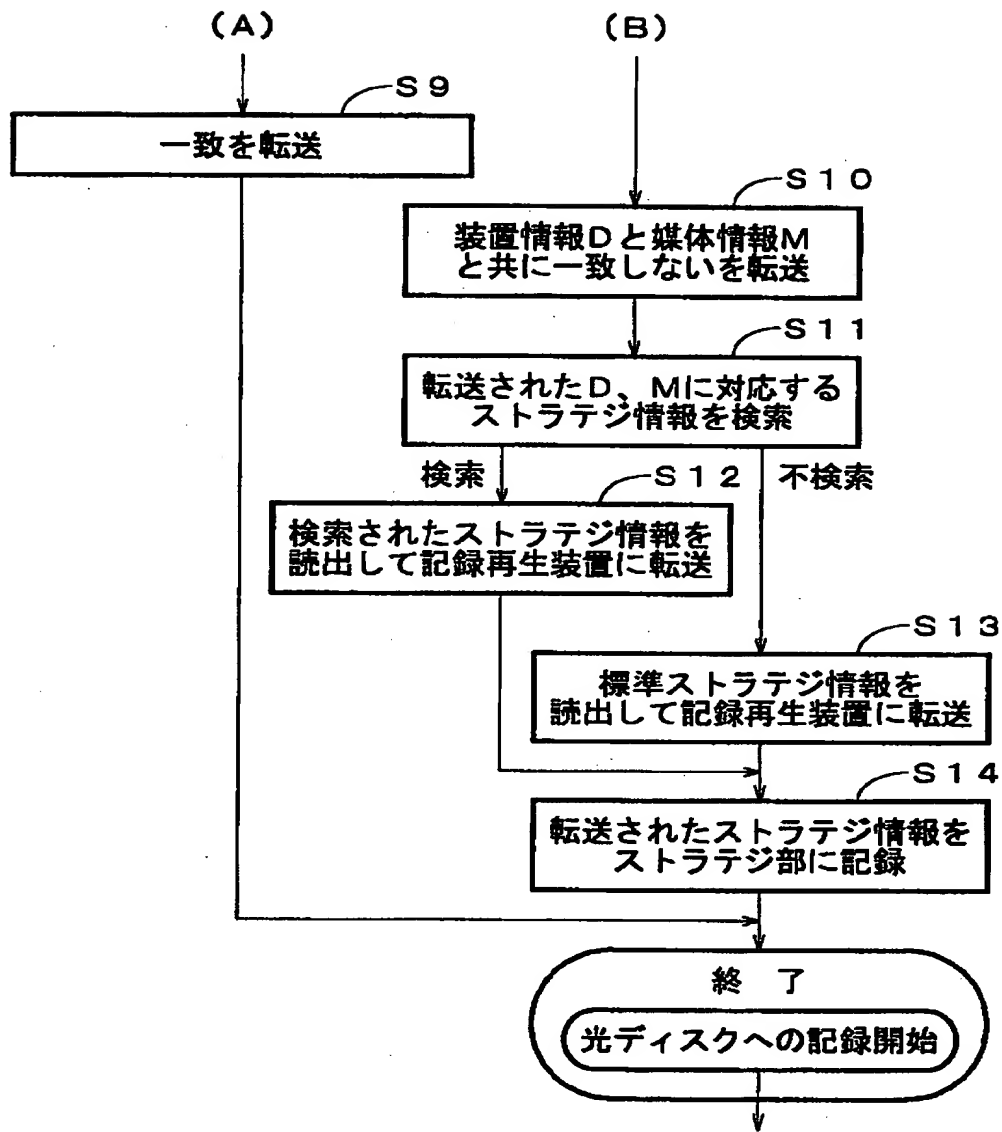 (A)
(B)
S9
一致を転送
S10
装置情報Dと媒体情報M
と共に一致しないを転送
S11
転送されたD、Mに対応する
ストラテジ情報を検索
検索
S12
不検索
検索されたストラテジ情報を
読出して記録再生装置に転送
S13
標準ストラテジ情報を
読出して記録再生装置に転送
S14
転送されたストラテジ情報を
ストラテジ部に記録
終 了
光ディスクへの記録開始